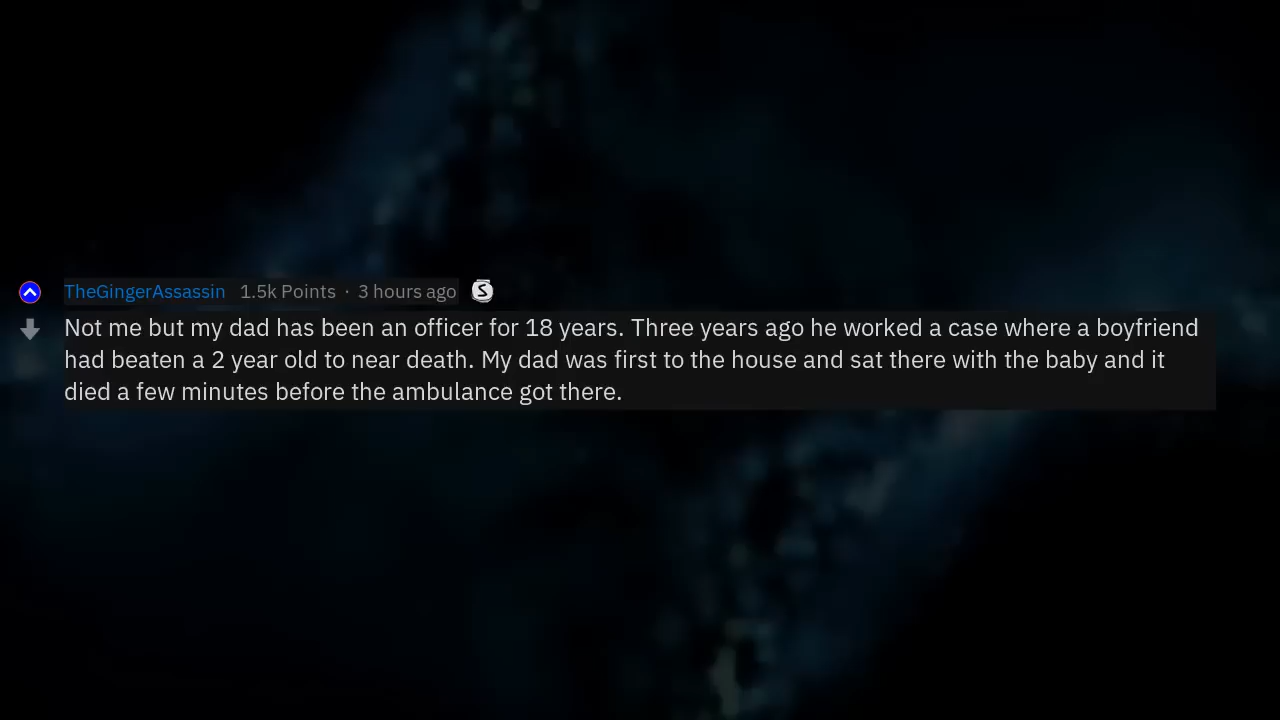 TheGingerAssassin 1.5k Points · 3 hours ago
Not me but my dad has been an officer for 18 years. Three years ago he worked a case where a boyfriend
had beaten a 2 year old to near death. My dad was first to the house and sat there with the baby and it
died a few minutes before the ambulance got there.